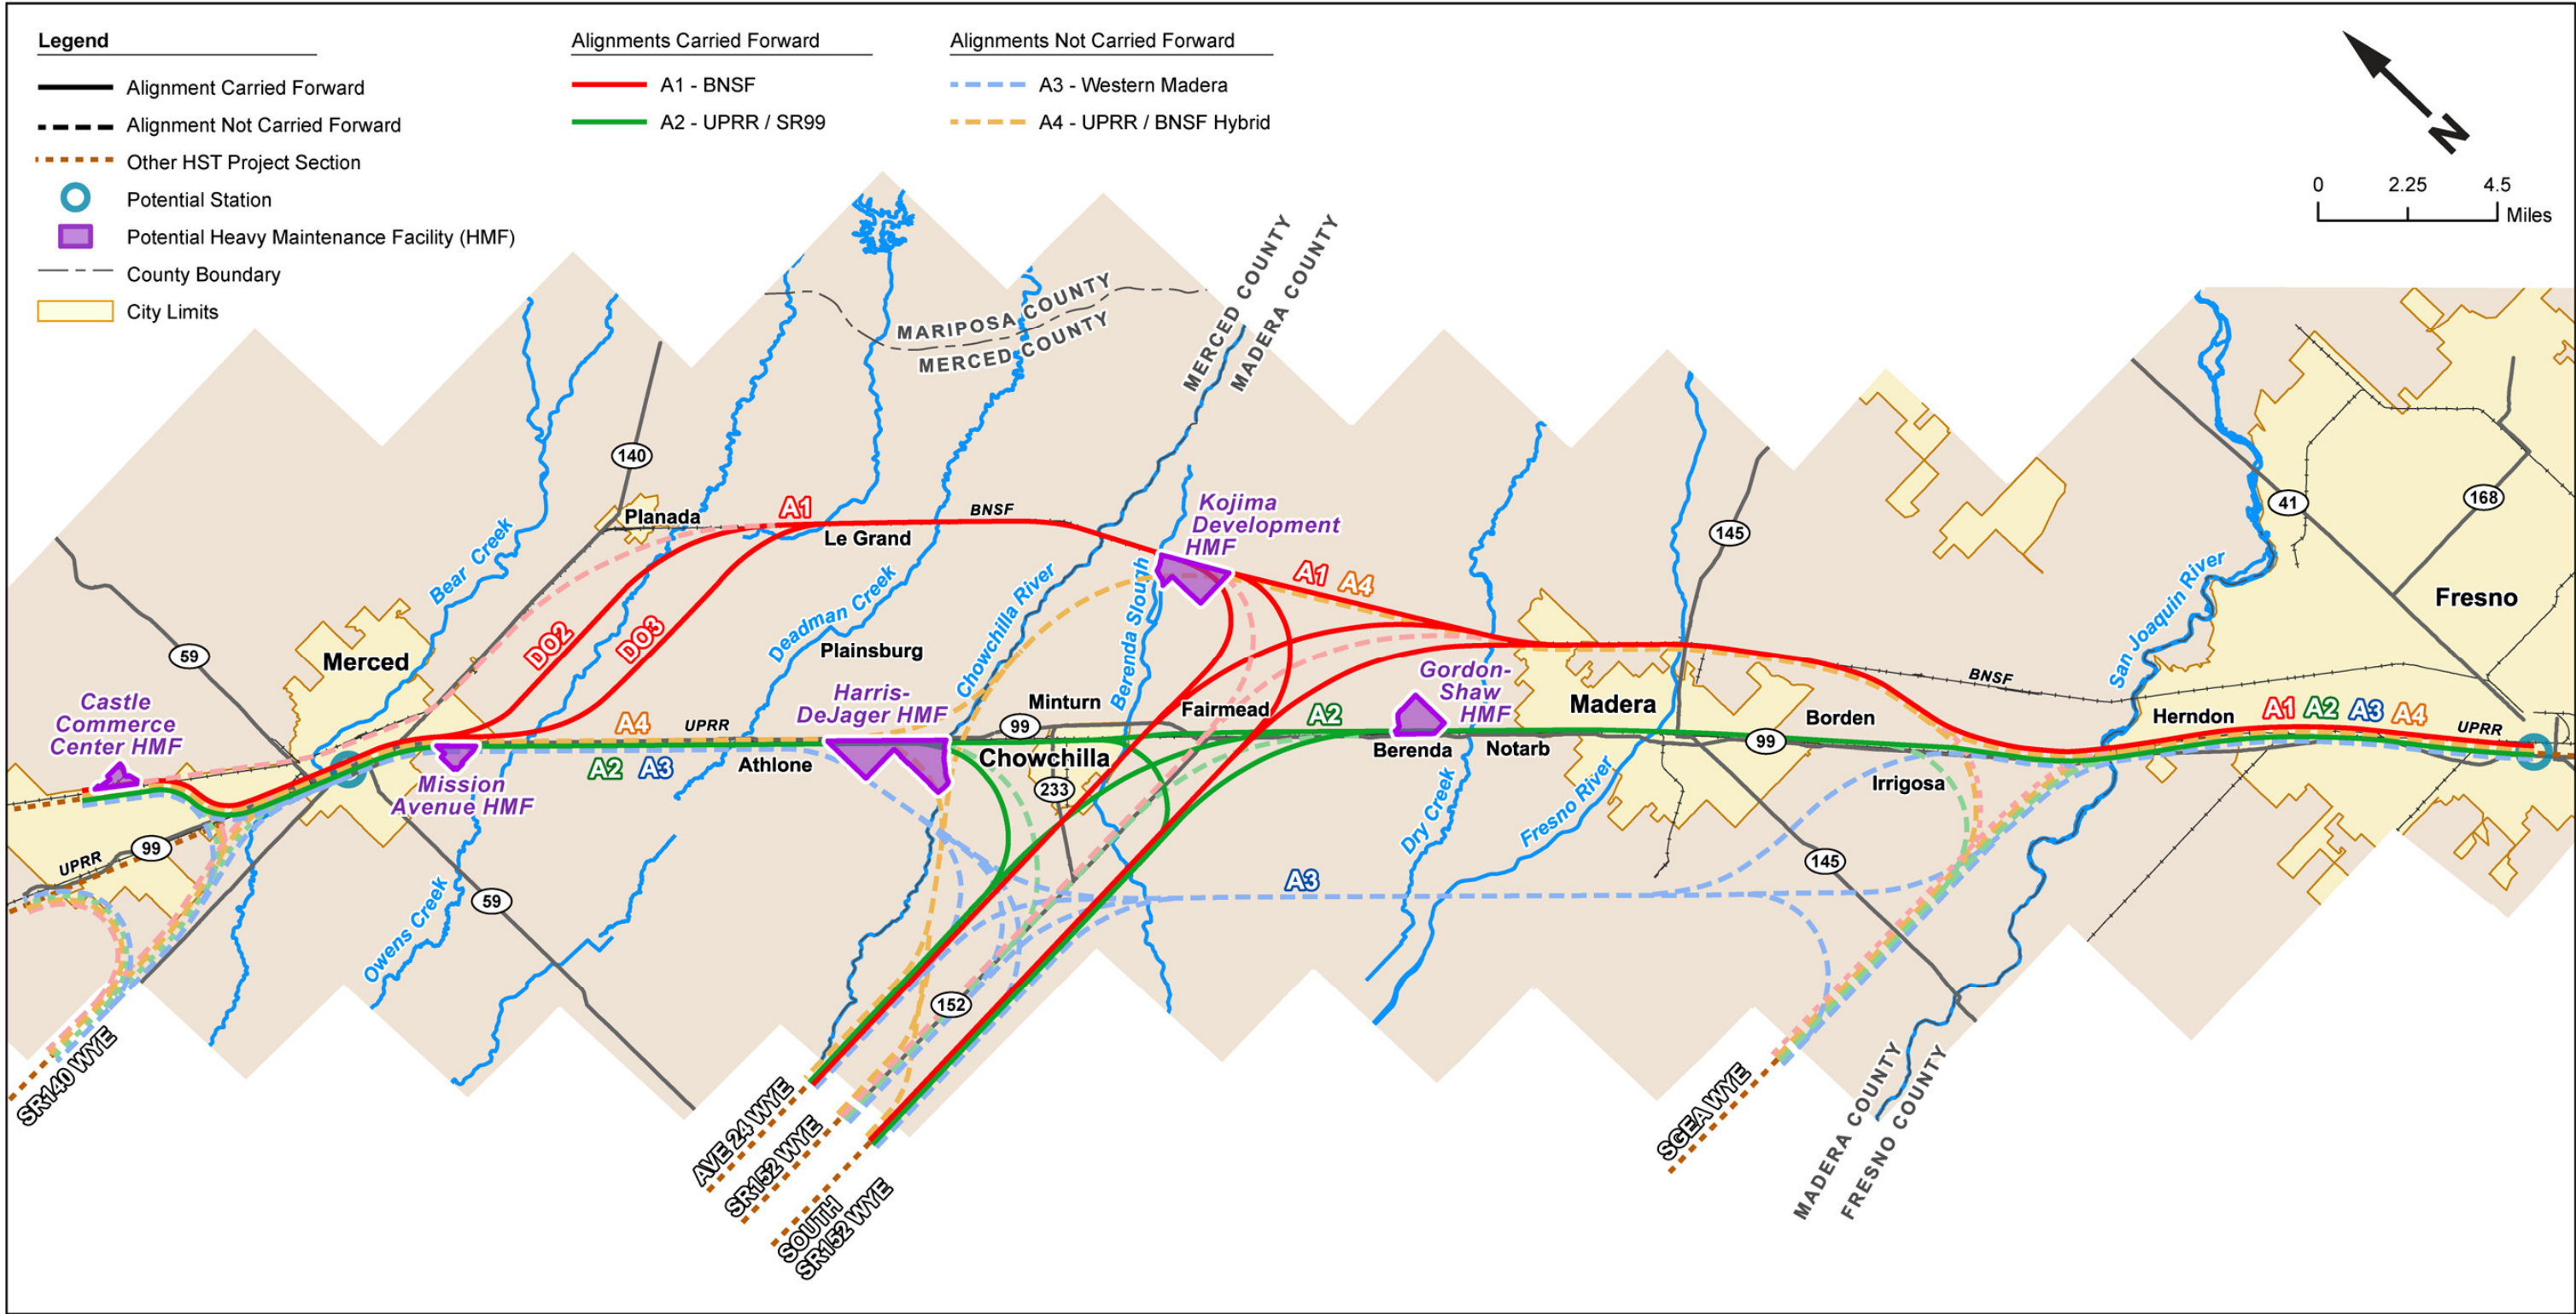 Legend
Alignment Carried Forward
Alignment Not Carried Forward
Other HST Project Section
Potential Station
Potential Heavy Maintenance Facility (HMF)
County Boundary
City Limits
Alignments Carried Forward
A1 - BNSF
A2 - UPRR / SR99
Alignments Not Carried Forward
A3 - Western Madera
A4 - UPRR / BNSF Hybrid
N
0 2.25 4.5
Miles
MARIPOSA COUNTY
MERCED COUNTY
MERCED COUNTY
MADERA COUNTY
140
Planada
A1
BNSF
Le Grand
Kojima
Development
HMF
A1 A4
145
41
168
Fresno
Bear Creek
59
Merced
DO2
DO3
Deadman Creek
Plainsburg
Chowchilla River
Berenda Slough
San Joaquin River
BNSF
Castle
Commerce
Center HMF
Harris-
DeJager HMF
Minturn
99
Fairmead
A2
Gordon-
Shaw
HMF
Madera
Borden
Herndon
A1 A2 A3 A4
UPRR
A4
UPRR
A2 A3
Athlone
Chowchilla
233
Berenda
Notarb
99
Irrigosa
Mission
Avenue HMF
UPRR
99
Dry Creek
Fresno River
145
A3
Owens Creek
59
152
SR140 WYE
AVE 24 WYE
SR152 WYE
SOUTH
SR152 WYE
SGEA WYE
MADERA COUNTY
FRESNO COUNTY